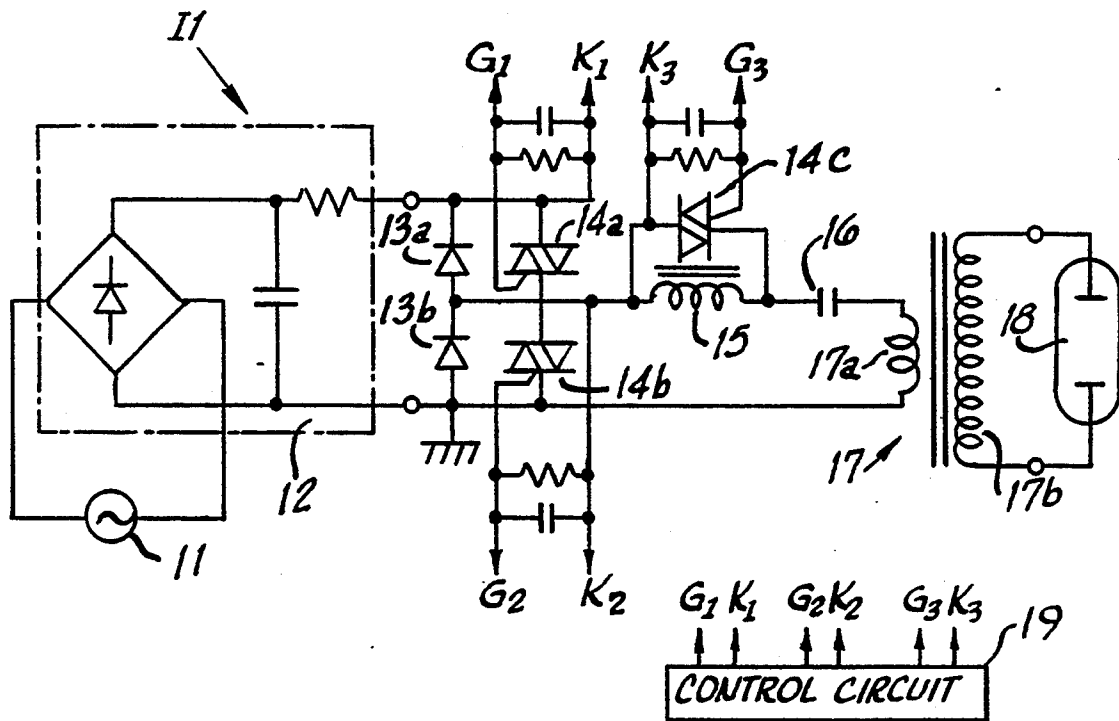 I1
G1 K1 K3 G3
14c
13a 14a 16
13b 15 17a 18
14b
12 17 17b
11
G2 K2
G1 K1 G2 K2 G3 K3 19
CONTROL CIRCUIT